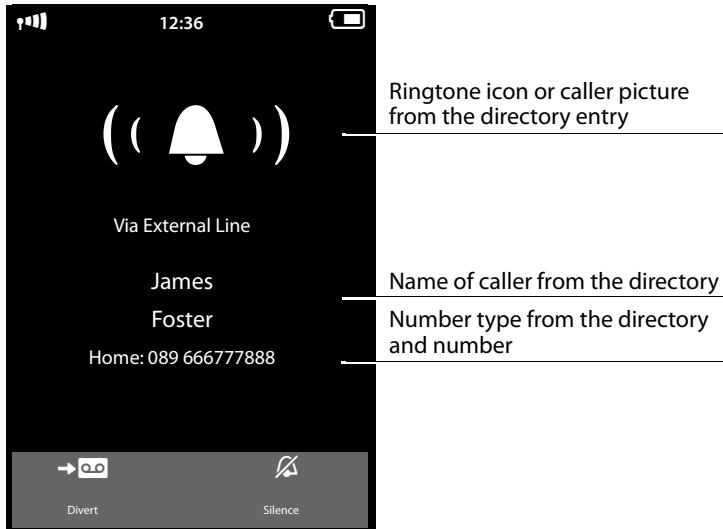 12:36
Ringtone icon or caller picture
from the directory entry
Via External Line
James
Name of caller from the directory
Foster
Number type from the directory
and number
Home: 089 666777888
Divert
Silence